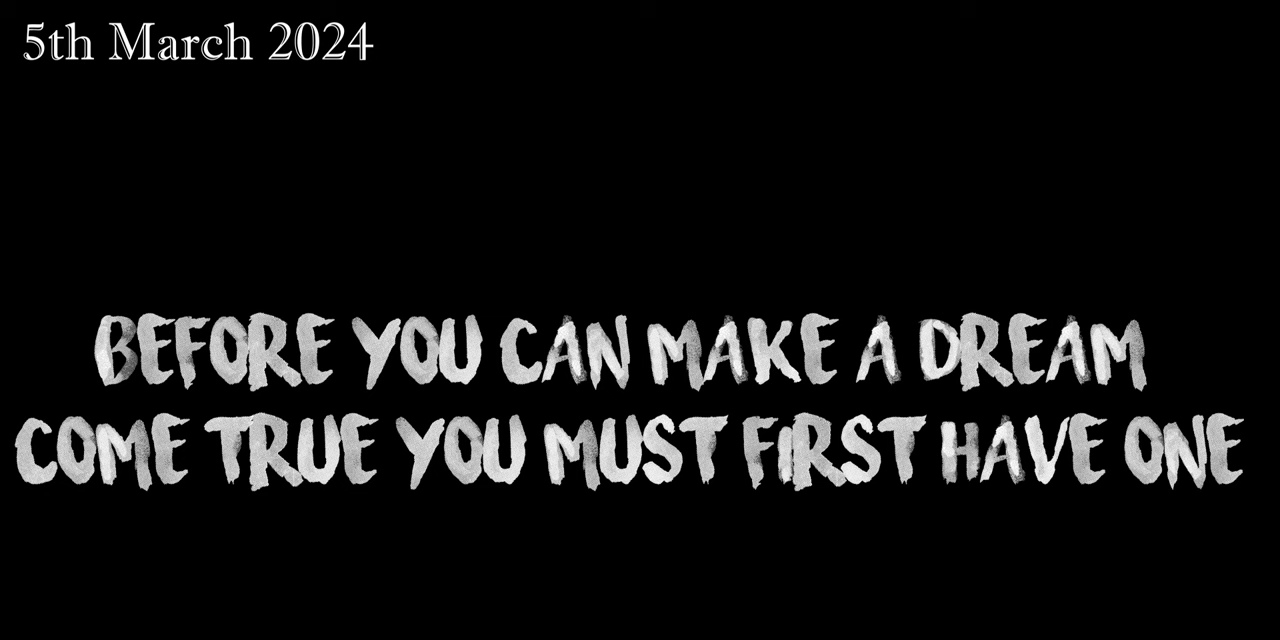 5th March 2024
BEFORE YOU CAN MAKE A DREAM
COME TRUE YOU MUST FIRST HAVE ONE